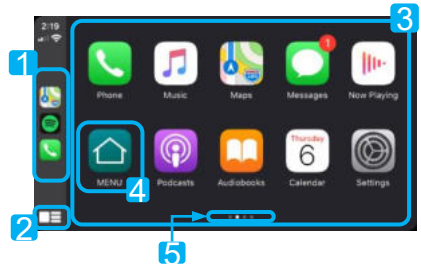 2:19
1
2
3
Phone Music Maps Messages Now Playing
1
MENU Podcasts Audiobooks Calendar Settings
Thursday
6
4
5